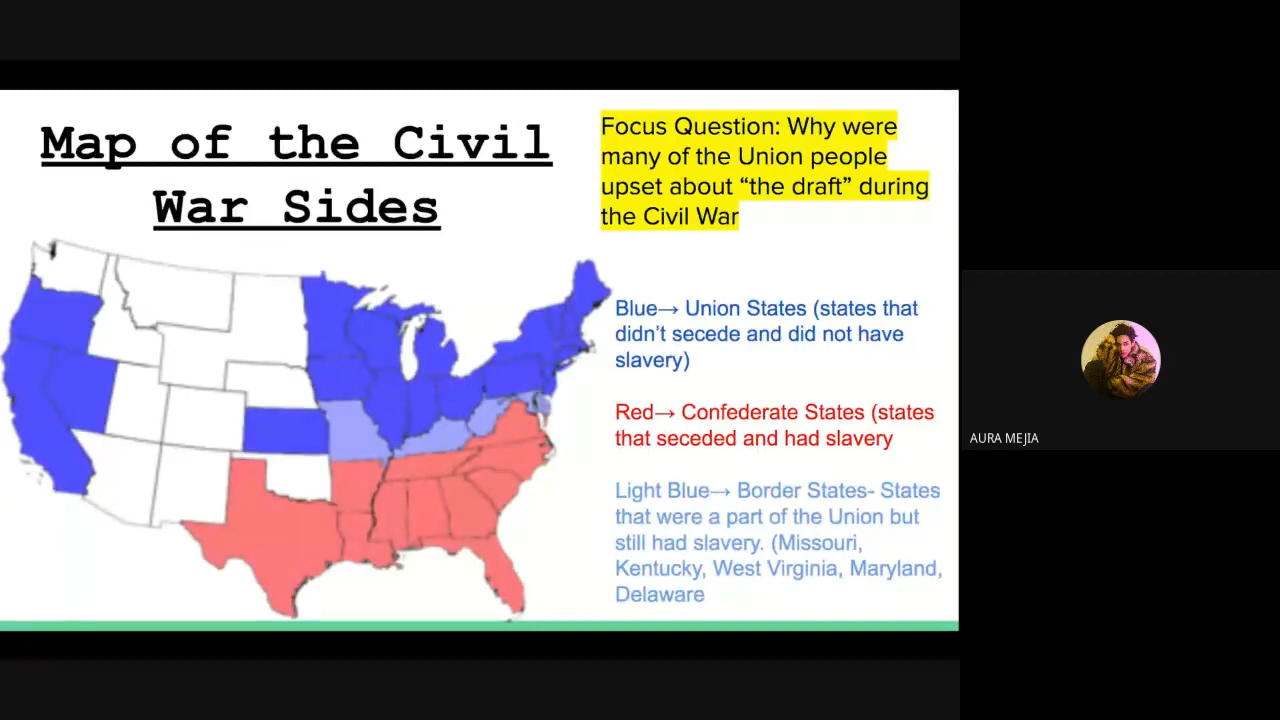 Map of the Civil
War Sides
Focus Question: Why were
many of the Union people
upset about “the draft” during
the Civil War
Blue→ Union States (states that
didn’t secede and did not have
slavery)
Red→ Confederate States (states
that seceded and had slavery
Light Blue→ Border States- States
that were a part of the Union but
still had slavery. (Missouri,
Kentucky, West Virginia, Maryland,
Delaware
AURA MEJIA